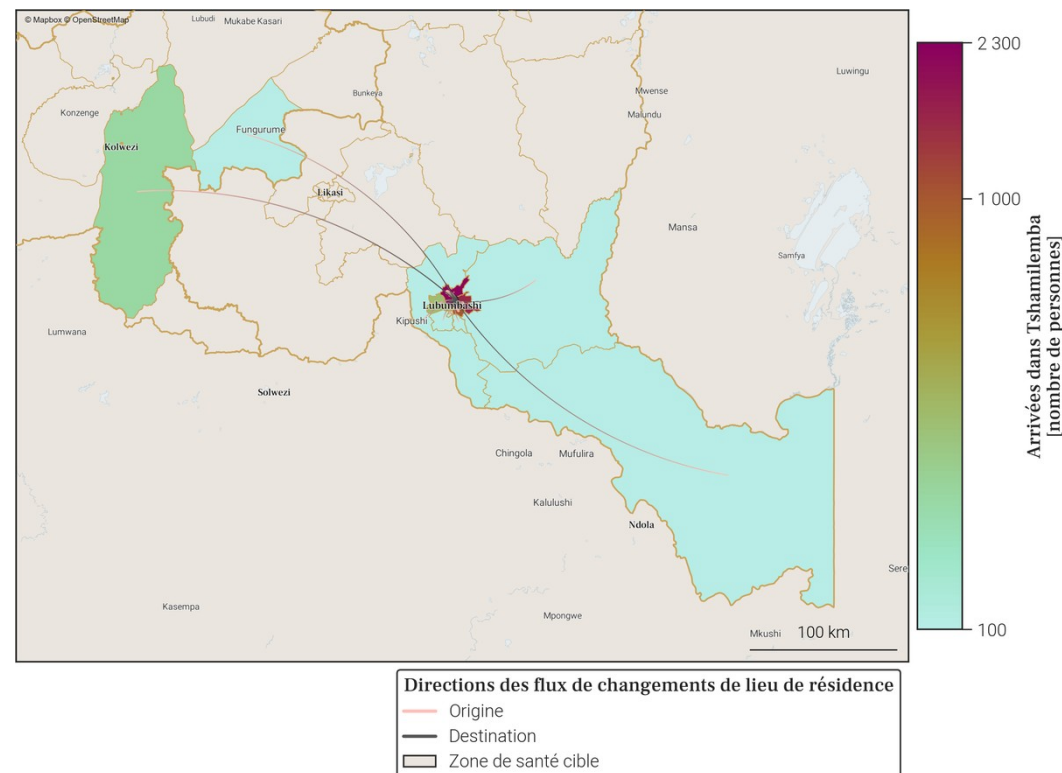 © Mapbox © OpenStreetMap
Lubudi
Mukabe Kasari
Luwingu
Konzenge
Bunkeya
Mwense
Malundu
Fungurume
Kolwezi
Likasi
Mansa
Samfya
Lubumbashi
Kipushi
Lumwana
Solwezi
Chingola
Mufulira
Kalulushi
Ndola
Sere
Kasempa
Mpongwe
Mkushi
100 km
2 300
1 000
100
Arrivées dans Tshamilemba
[nombre de personnes]
Directions des flux de changements de lieu de résidence
Origine
Destination
Zone de santé cible